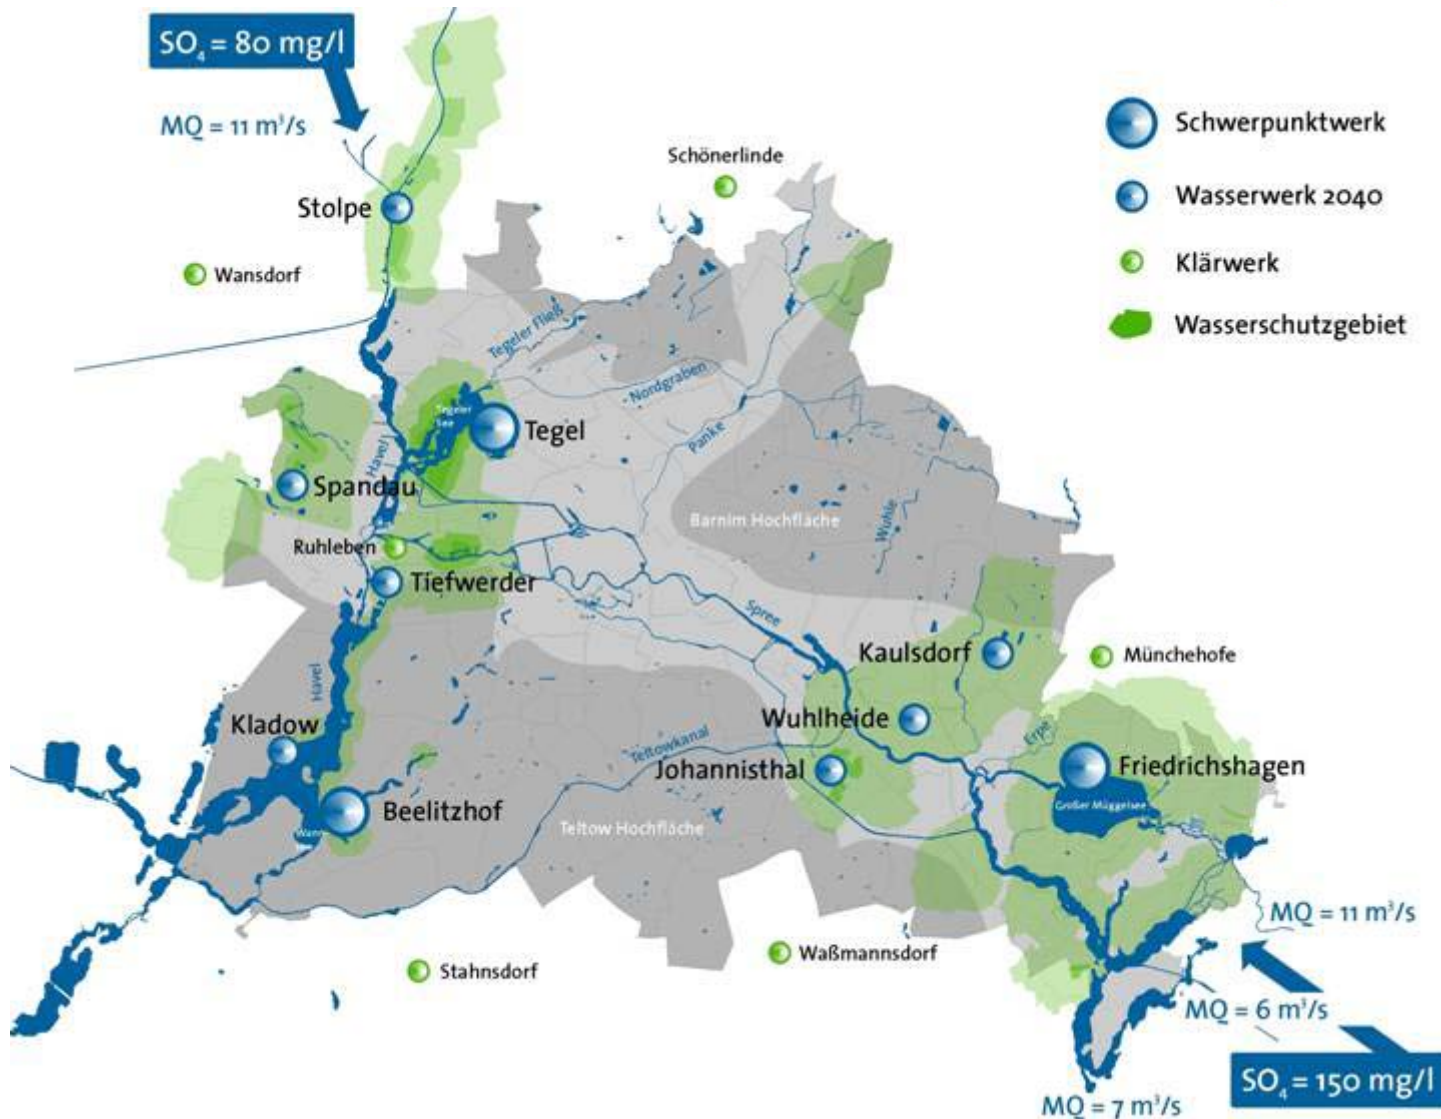 SO₄ = 80 mg/l
MQ = 11 m³/s
Schwerpunktwerk
Schönerlinde
Wasserwerk 2040
Stolpe
Klärwerk
Wansdorf
Wasserschutzgebiet
Tegeler Fließ
Nordgraben
Tegeler
See
Tegel
Panke
Havel
Spandau
Barnim Hochfläche
Wuhle
Ruhleben
Tiefwerder
Spree
Kaulsdorf
Münchehofe
Havel
Kladow
Wuhlheide
Erpe
Teltowkanal
Johannisthal
Friedrichshagen
Großer Müggelsee
Beelitzhof
Wann-
Teltow Hochfläche
MQ = 11 m³/s
Waßmannsdorf
Stahnsdorf
MQ = 6 m³/s
SO₄ = 150 mg/l
MQ = 7 m³/s